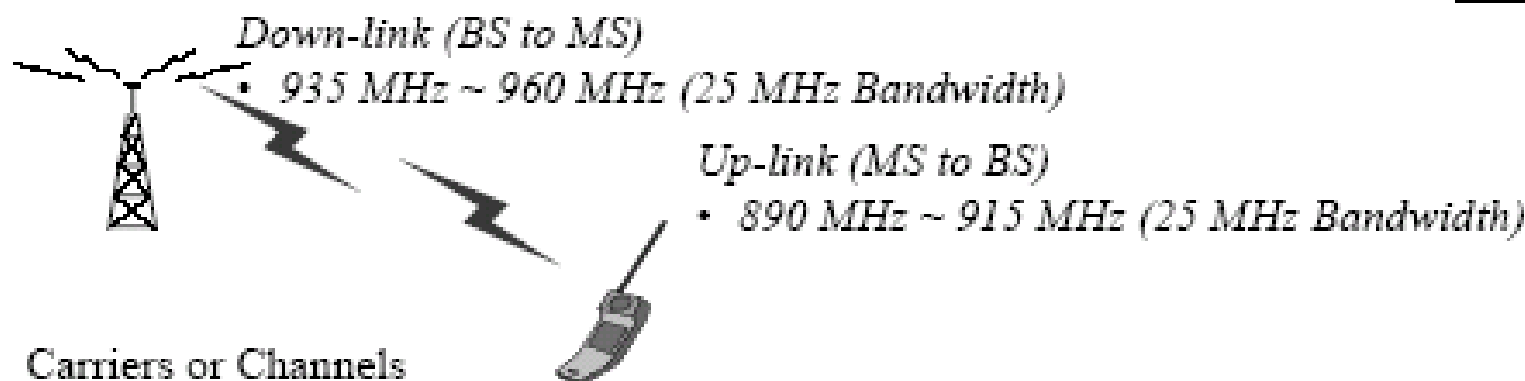 Down-link (BS to MS)
• 935 MHz ~ 960 MHz (25 MHz Bandwidth)
Up-link (MS to BS)
• 890 MHz ~ 915 MHz (25 MHz Bandwidth)
Carriers or Channels